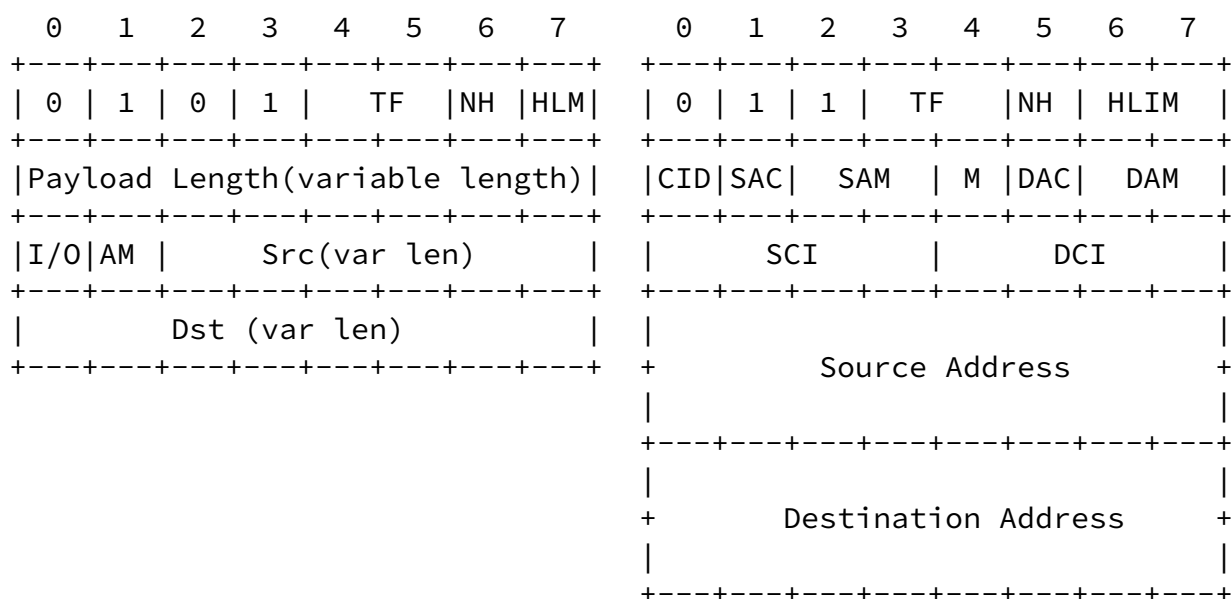 0   1   2   3   4   5   6   7      0   1   2   3   4   5   6   7
+---+---+---+---+---+---+---+---+  +---+---+---+---+---+---+---+---+
| 0 | 1 | 0 | 1 |   TF  |NH |HLM|  | 0 | 1 | 1 |   TF  |NH | HLIM  |
+---+---+---+---+---+---+---+---+  +---+---+---+---+---+---+---+---+
|Payload Length(variable length)|  |CID|SAC|  SAM  | M |DAC|  DAM  |
+---+---+---+---+---+---+---+---+  +---+---+---+---+---+---+---+---+
|I/O|AM |     Src(var len)      |  |      SCI      |      DCI      |
+---+---+---+---+---+---+---+---+  +---+---+---+---+---+---+---+---+
|        Dst (var len)          |  |                               |
+---+---+---+---+---+---+---+---+  +         Source Address        +
                                   |                               |
                                   +---+---+---+---+---+---+---+---+
                                   |                               |
                                   +       Destination Address     +
                                   |                               |
                                   +---+---+---+---+---+---+---+---+